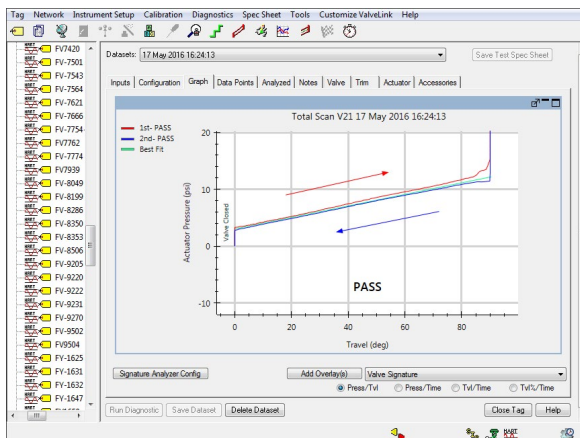 Tag Network Instrument Setup Calibration Diagnostics Spec Sheet Tools Customize ValveLink Help
FV7420
FV-7501
FV-7543
FV-7564
FV-7621
FV-7666
FV-7754-
FV7762
FV-7774
FV7939
FV-8049
FV-8199
FV-8286
FV-8350
FV-8353
FV-8506
FV-9205
FV-9220
FV-9222
FV-9231
FV-9270
FV-9502
FV9504
FV-1625
FV-1631
FV-1632
FV-1647
Datasets: 17 May 2016 16:24:13
Save Test Spec Sheet
Inputs Configuration Graph Data Points Analyzed Notes Valve Trim Actuator Accessories
Total Scan V21 17 May 2016 16:24:13
1st- PASS
2nd- PASS
Best Fit
Actuator Pressure (psi)
20
10
0
-10
Valve Closed
PASS
0 20 40 60 80
Travel (deg)
Signature Analyzer Config Add Overlay(s) Valve Signature
Press/Tvl Press/Time Tvl/Time Tvl%/Time
Run Diagnostic Save Dataset Delete Dataset Close Tag Help
HART